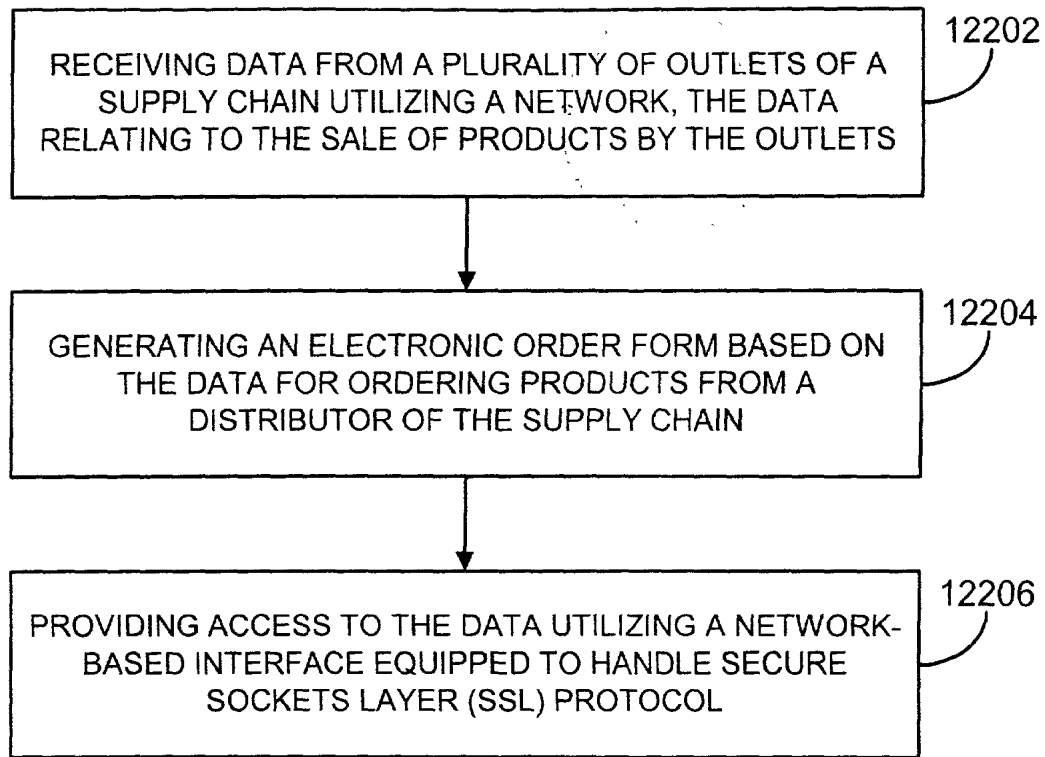 12202
RECEIVING DATA FROM A PLURALITY OF OUTLETS OF A
SUPPLY CHAIN UTILIZING A NETWORK, THE DATA
RELATING TO THE SALE OF PRODUCTS BY THE OUTLETS
12204
GENERATING AN ELECTRONIC ORDER FORM BASED ON
THE DATA FOR ORDERING PRODUCTS FROM A
DISTRIBUTOR OF THE SUPPLY CHAIN
12206
PROVIDING ACCESS TO THE DATA UTILIZING A NETWORK-
BASED INTERFACE EQUIPPED TO HANDLE SECURE
SOCKETS LAYER (SSL) PROTOCOL